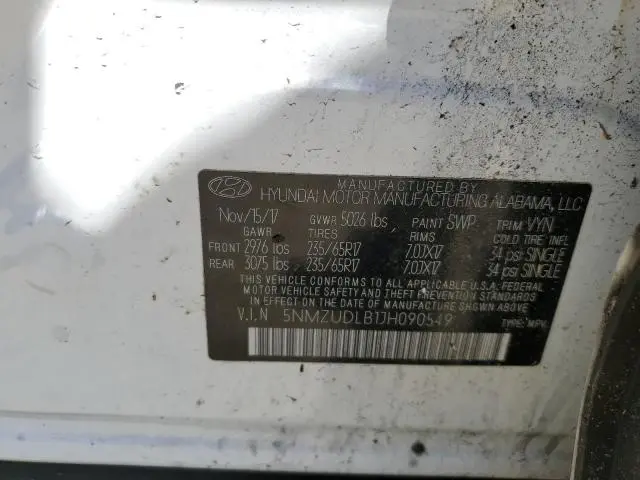 MANUFACTURED BY
HYUNDAI MOTOR MANUFACTURING ALABAMA, LLC
Nov/15/17 GVWR 5026 lbs PAINT SWP TRIM VYN
GAWR TIRES RIMS COLD TIRE INFL
FRONT 2976 lbs 235/65R17 7.0JX17 34 psi SINGLE
REAR 3075 lbs 235/65R17 7.0JX17 34 psi SINGLE
THIS VEHICLE CONFORMS TO ALL APPLICABLE U.S.A. FEDERAL
MOTOR VEHICLE SAFETY AND THEFT PREVENTION STANDARDS
IN EFFECT ON THE DATE OF MANUFACTURE SHOWN ABOVE.
V.I.N 5NMZUDLB1JH090549 TYPE: MPV